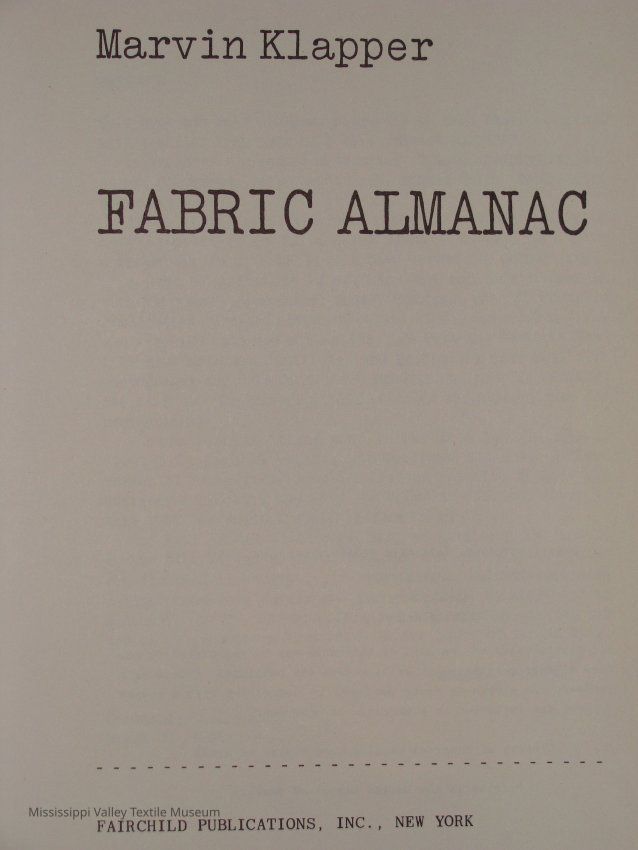 Marvin Klapper
FABRIC ALMANAC
Mississippi Valley Textile Museum
FAIRCHILD PUBLICATIONS, INC., NEW YORK